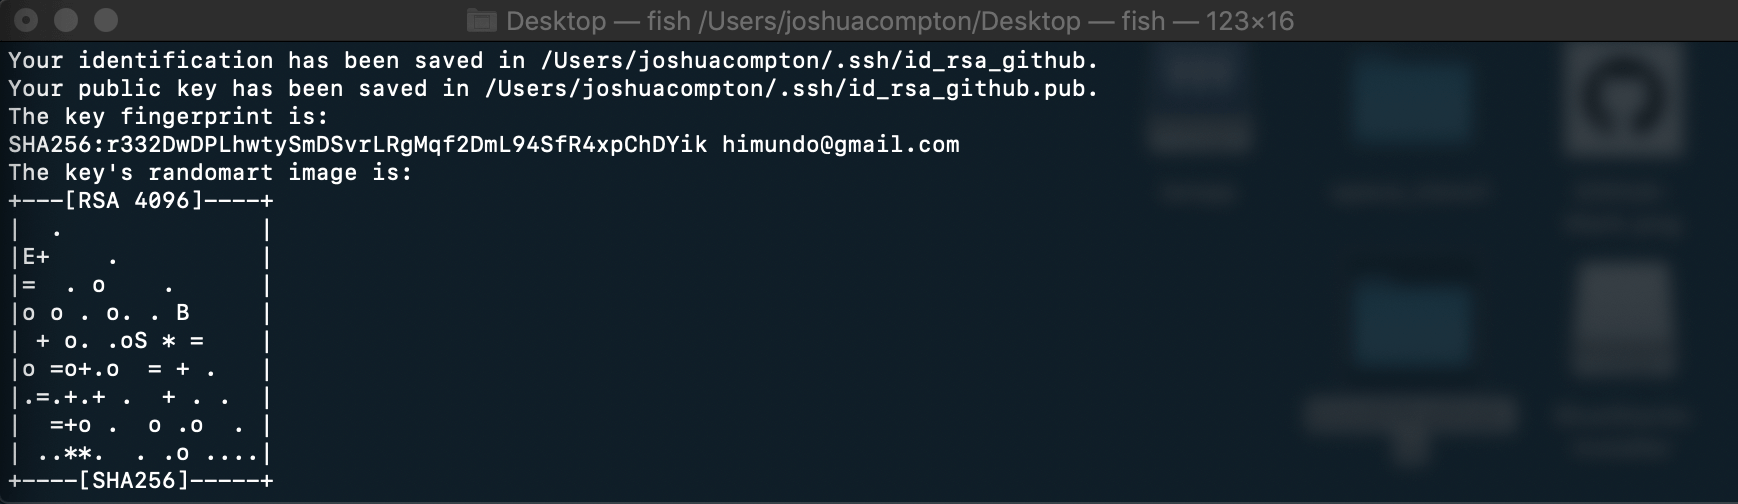 Desktop — fish /Users/joshuacompton/Desktop — fish — 123×16
Your identification has been saved in /Users/joshuacompton/.ssh/id_rsa_github.
Your public key has been saved in /Users/joshuacompton/.ssh/id_rsa_github.pub.
The key fingerprint is:
SHA256:r332DwDPLhwtySmDSvrLRgMqf2DmL94SfR4xpChDYik himundo@gmail.com
The key's randomart image is:
+---[RSA 4096]----+
|  .              |
|E+    .          |
|=  . o    .      |
|o o . o. . B     |
| + o. .oS * =    |
|o =o+.o  = + .   |
|.=.+.+ .  + . .  |
|  =+o .  o .o  . |
| ..**.  . .o ....|
+----[SHA256]-----+